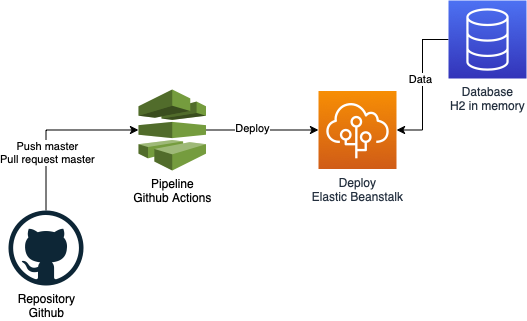 Data
Database
H2 in memory
Push master
Pull request master
Deploy
Pipeline
Github Actions
Deploy
Elastic Beanstalk
Repository
Github